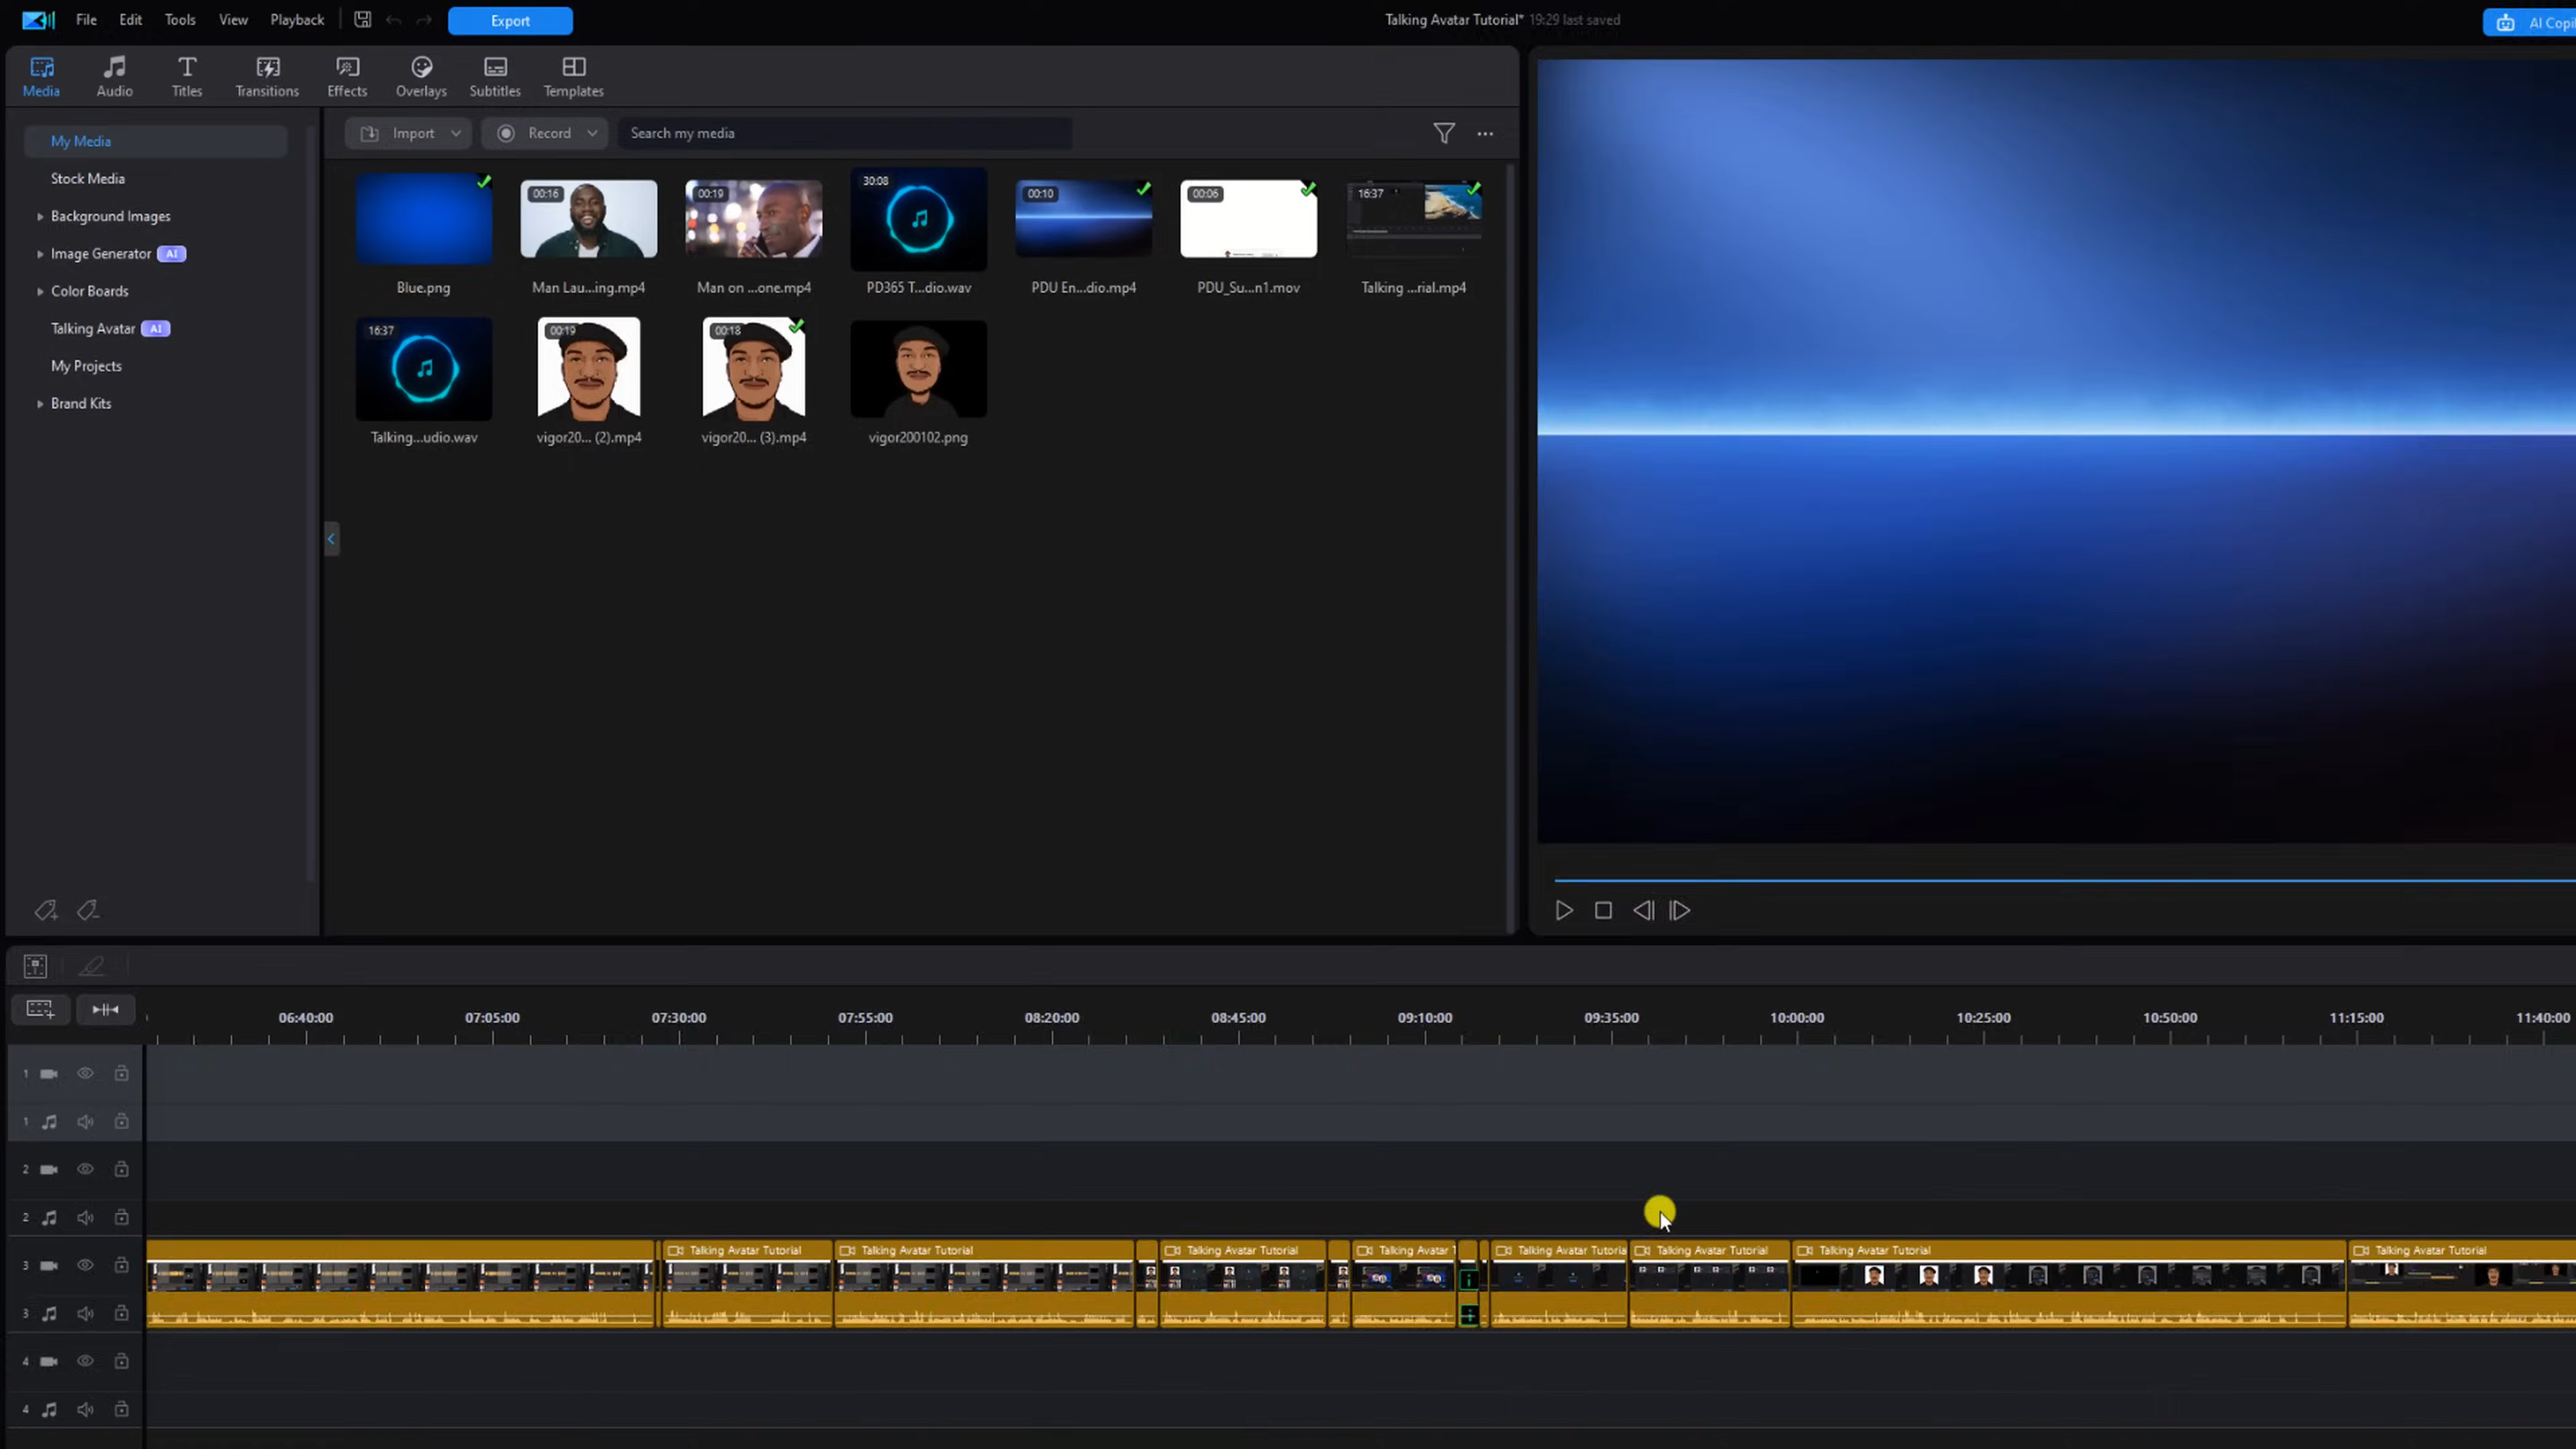 File Edit Tools View Playback Export Talking Avatar Tutorial* 19:29 last saved
Media Audio Titles Transitions Effects Overlays Subtitles Templates
My Media
Stock Media
Background Images
Image Generator AI
Color Boards
Talking Avatar AI
My Projects
Brand Kits
Import Record Search my media
00:16 00:19 30:08 00:10 00:06 16:37
Blue.png Man Lau...ing.mp4 Man on ...one.mp4 PD365 T...dio.wav PDU En...dio.mp4 PDU_Su...n1.mov Talking ...rial.mp4
16:37 00:19 00:18
Talking...udio.wav vigor20... (2).mp4 vigor20... (3).mp4 vigor200102.png
06:40:00 07:05:00 07:30:00 07:55:00 08:20:00 08:45:00 09:10:00 09:35:00 10:00:00 10:25:00 10:50:00 11:15:00 11:40:00
1
1
2
2
3 Talking Avatar Tutorial Talking Avatar Tutorial Talking Avatar Tutorial Talking Avatar Talking Avatar Tutoria Talking Avatar Tutorial Talking Avatar Tutorial Talking Avatar Tutorial
3
4
4